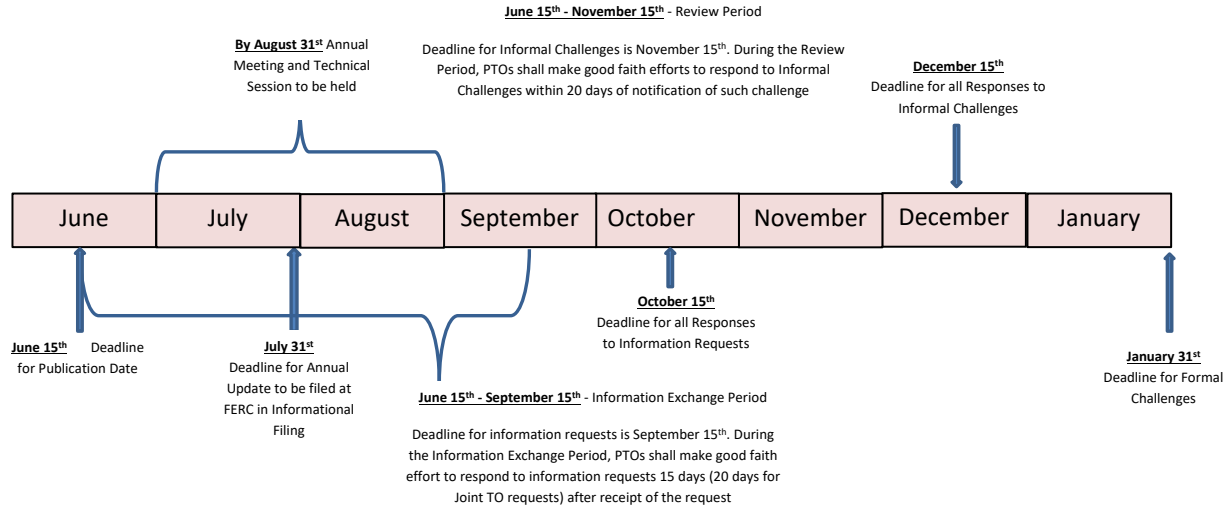 June 15th - November 15th - Review Period
Deadline for Informal Challenges is November 15th. During the Review
Period, PTOs shall make good faith efforts to respond to Informal
Challenges within 20 days of notification of such challenge
By August 31st Annual
Meeting and Technical
Session to be held
December 15th
Deadline for all Responses to
Informal Challenges
June
July
August
September
October
November
December
January
June 15th Deadline
for Publication Date
July 31st
Deadline for Annual
Update to be filed at
FERC in Informational
Filing
October 15th
Deadline for all Responses
to Information Requests
January 31st
Deadline for Formal
Challenges
June 15th - September 15th - Information Exchange Period
Deadline for information requests is September 15th. During
the Information Exchange Period, PTOs shall make good faith
effort to respond to information requests 15 days (20 days for
Joint TO requests) after receipt of the request